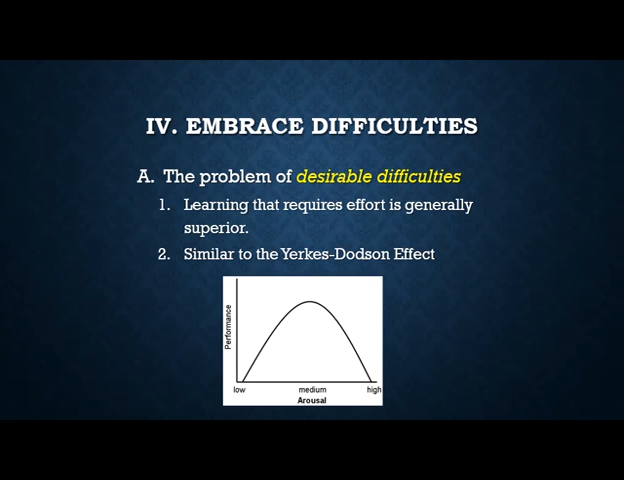 IV. EMBRACE DIFFICULTIES
A. The problem of desirable difficulties
1. Learning that requires effort is generally
superior.
2. Similar to the Yerkes-Dodson Effect
Performance
low medium high
Arousal